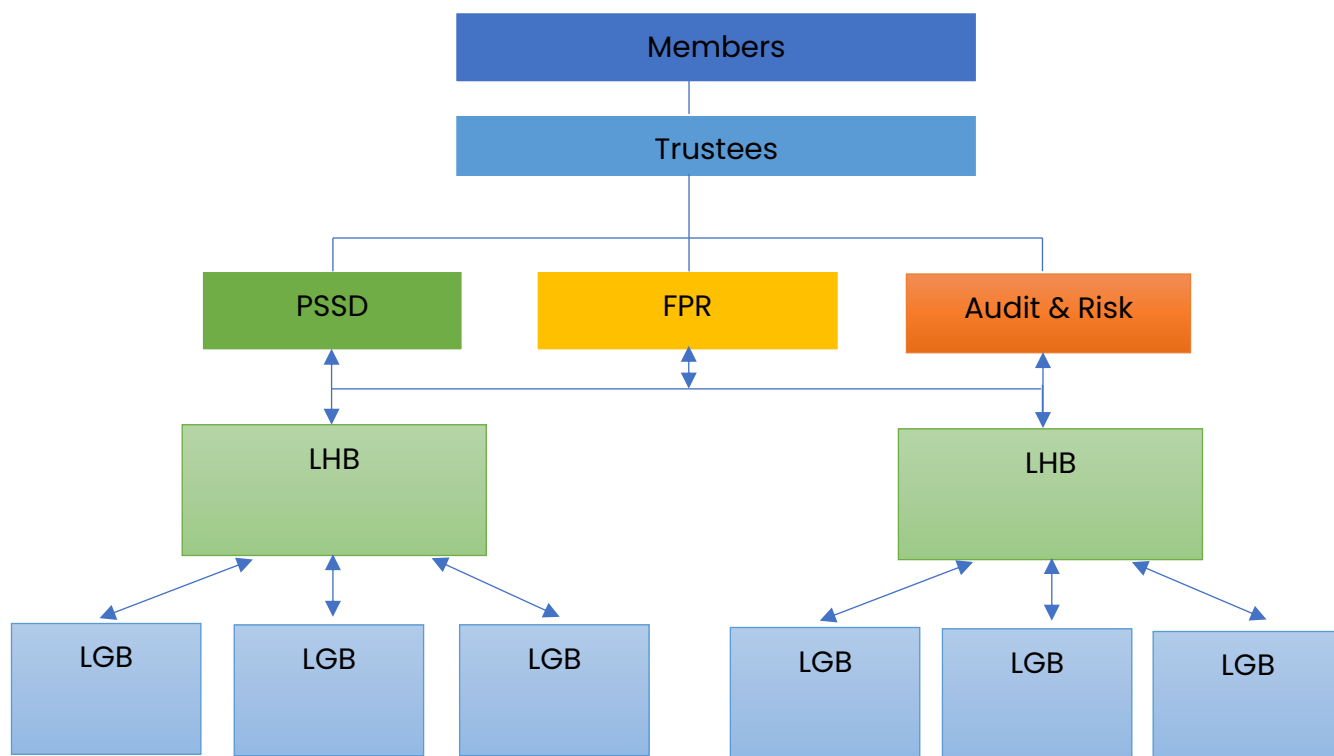 Members
Trustees
PSSD
FPR
Audit & Risk
LHB
LHB
LGB
LGB
LGB
LGB
LGB
LGB